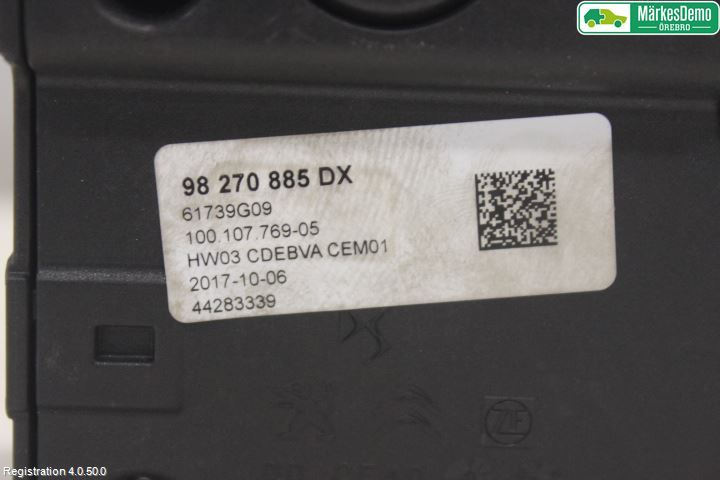 MärkesDemo
ÖREBRO
98 270 885 DX
61739G09
100.107.769-05
HW03 CDEBVA CEM01
2017-10-06
44283339
ZF
Registration 4.0.50.0